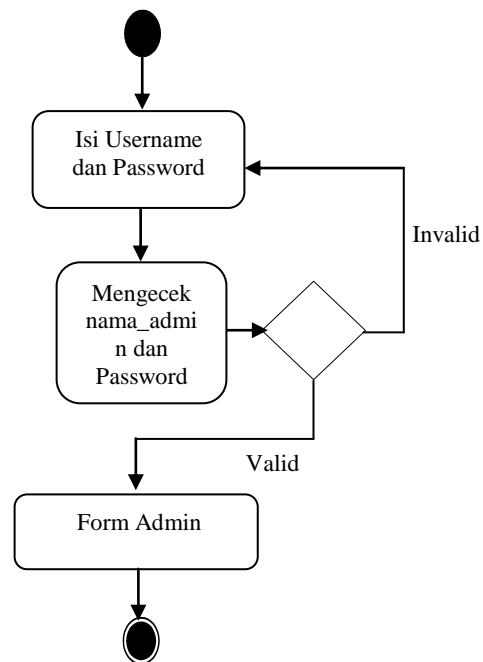 Isi Username
dan Password
Invalid
Mengecek
nama_admi
n dan
Password
Valid
Form Admin